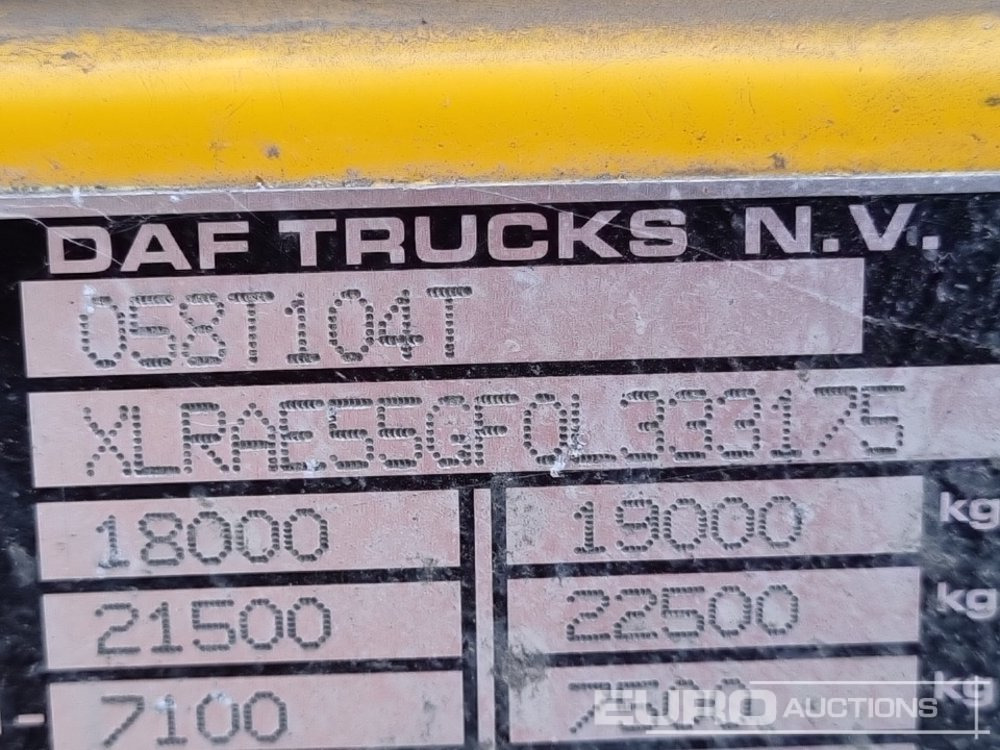 DAF TRUCKS N.V.
058T104T
XLRAE55GF0L333175
18000 19000 kg
21500 22500 kg
7100 kg
EURO AUCTIONS